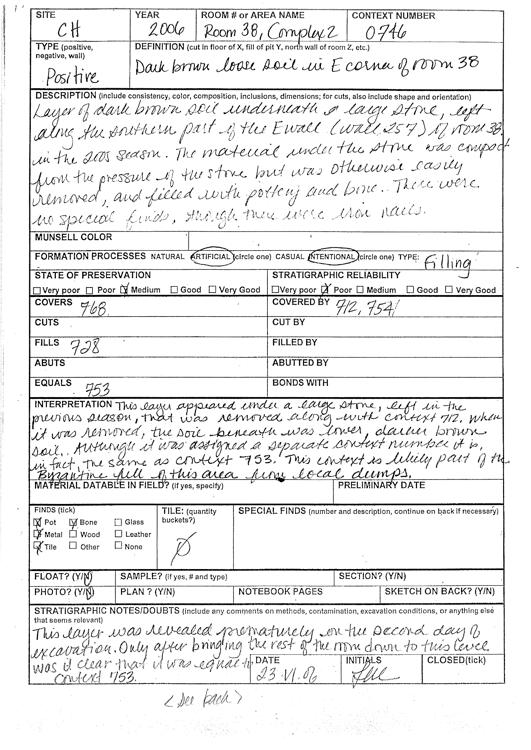 SITE YEAR ROOM # or AREA NAME CONTEXT NUMBER
CH 2006 Room 38, Complex 2 0746
TYPE (positive, negative, wall) DEFINITION (cut in floor of X, fill of pit Y, north wall of room Z, etc.)
Positive Dark brown loose soil in E corner of room 38
DESCRIPTION (include consistency, color, composition, inclusions, dimensions; for cuts, also include shape and orientation)
Layer of dark brown soil underneath a large stone, left
along the southern part of the E wall (wall 257) of room 38
in the 2005 season. The material under the stone was compact
from the pressure of the stone but was otherwise easily
removed, and filled with pottery and bone. There were
no special finds, though there were iron nails.
MUNSELL COLOR
FORMATION PROCESSES NATURAL ARTIFICIAL (circle one) CASUAL INTENTIONAL (circle one) TYPE: Filling
STATE OF PRESERVATION STRATIGRAPHIC RELIABILITY
Very poor Poor Medium Good Very Good Very poor Poor Medium Good Very Good
COVERS 768 COVERED BY 712, 754
CUTS CUT BY
FILLS 728 FILLED BY
ABUTS ABUTTED BY
EQUALS 753 BONDS WITH
INTERPRETATION This layer appeared under a large stone, left in the
previous season, that was removed along with context 712. When
it was removed, the soil beneath was lower, darker brown
soil. Although it was assigned a separate context number it is,
in fact, the same as context 753. This context is likely part of the
Byzantine fill of this area from local dumps.
MATERIAL DATABLE IN FIELD? (if yes, specify) PRELIMINARY DATE
FINDS (tick) TILE: (quantity buckets?) SPECIAL FINDS (number and description, continue on back if necessary)
Pot Bone Glass
Metal Wood Leather
Tile Other None
FLOAT? (Y/N) SAMPLE? (if yes, # and type) SECTION? (Y/N)
PHOTO? (Y/N) PLAN ? (Y/N) NOTEBOOK PAGES SKETCH ON BACK? (Y/N)
STRATIGRAPHIC NOTES/DOUBTS (include any comments on methods, contamination, excavation conditions, or anything else
that seems relevant)
This layer was revealed prematurely on the second day of
excavation. Only after bringing the rest of the room down to this level
was it clear that it was equal to
context 753.
DATE INITIALS CLOSED(tick)
23 VI. 06
<See back>